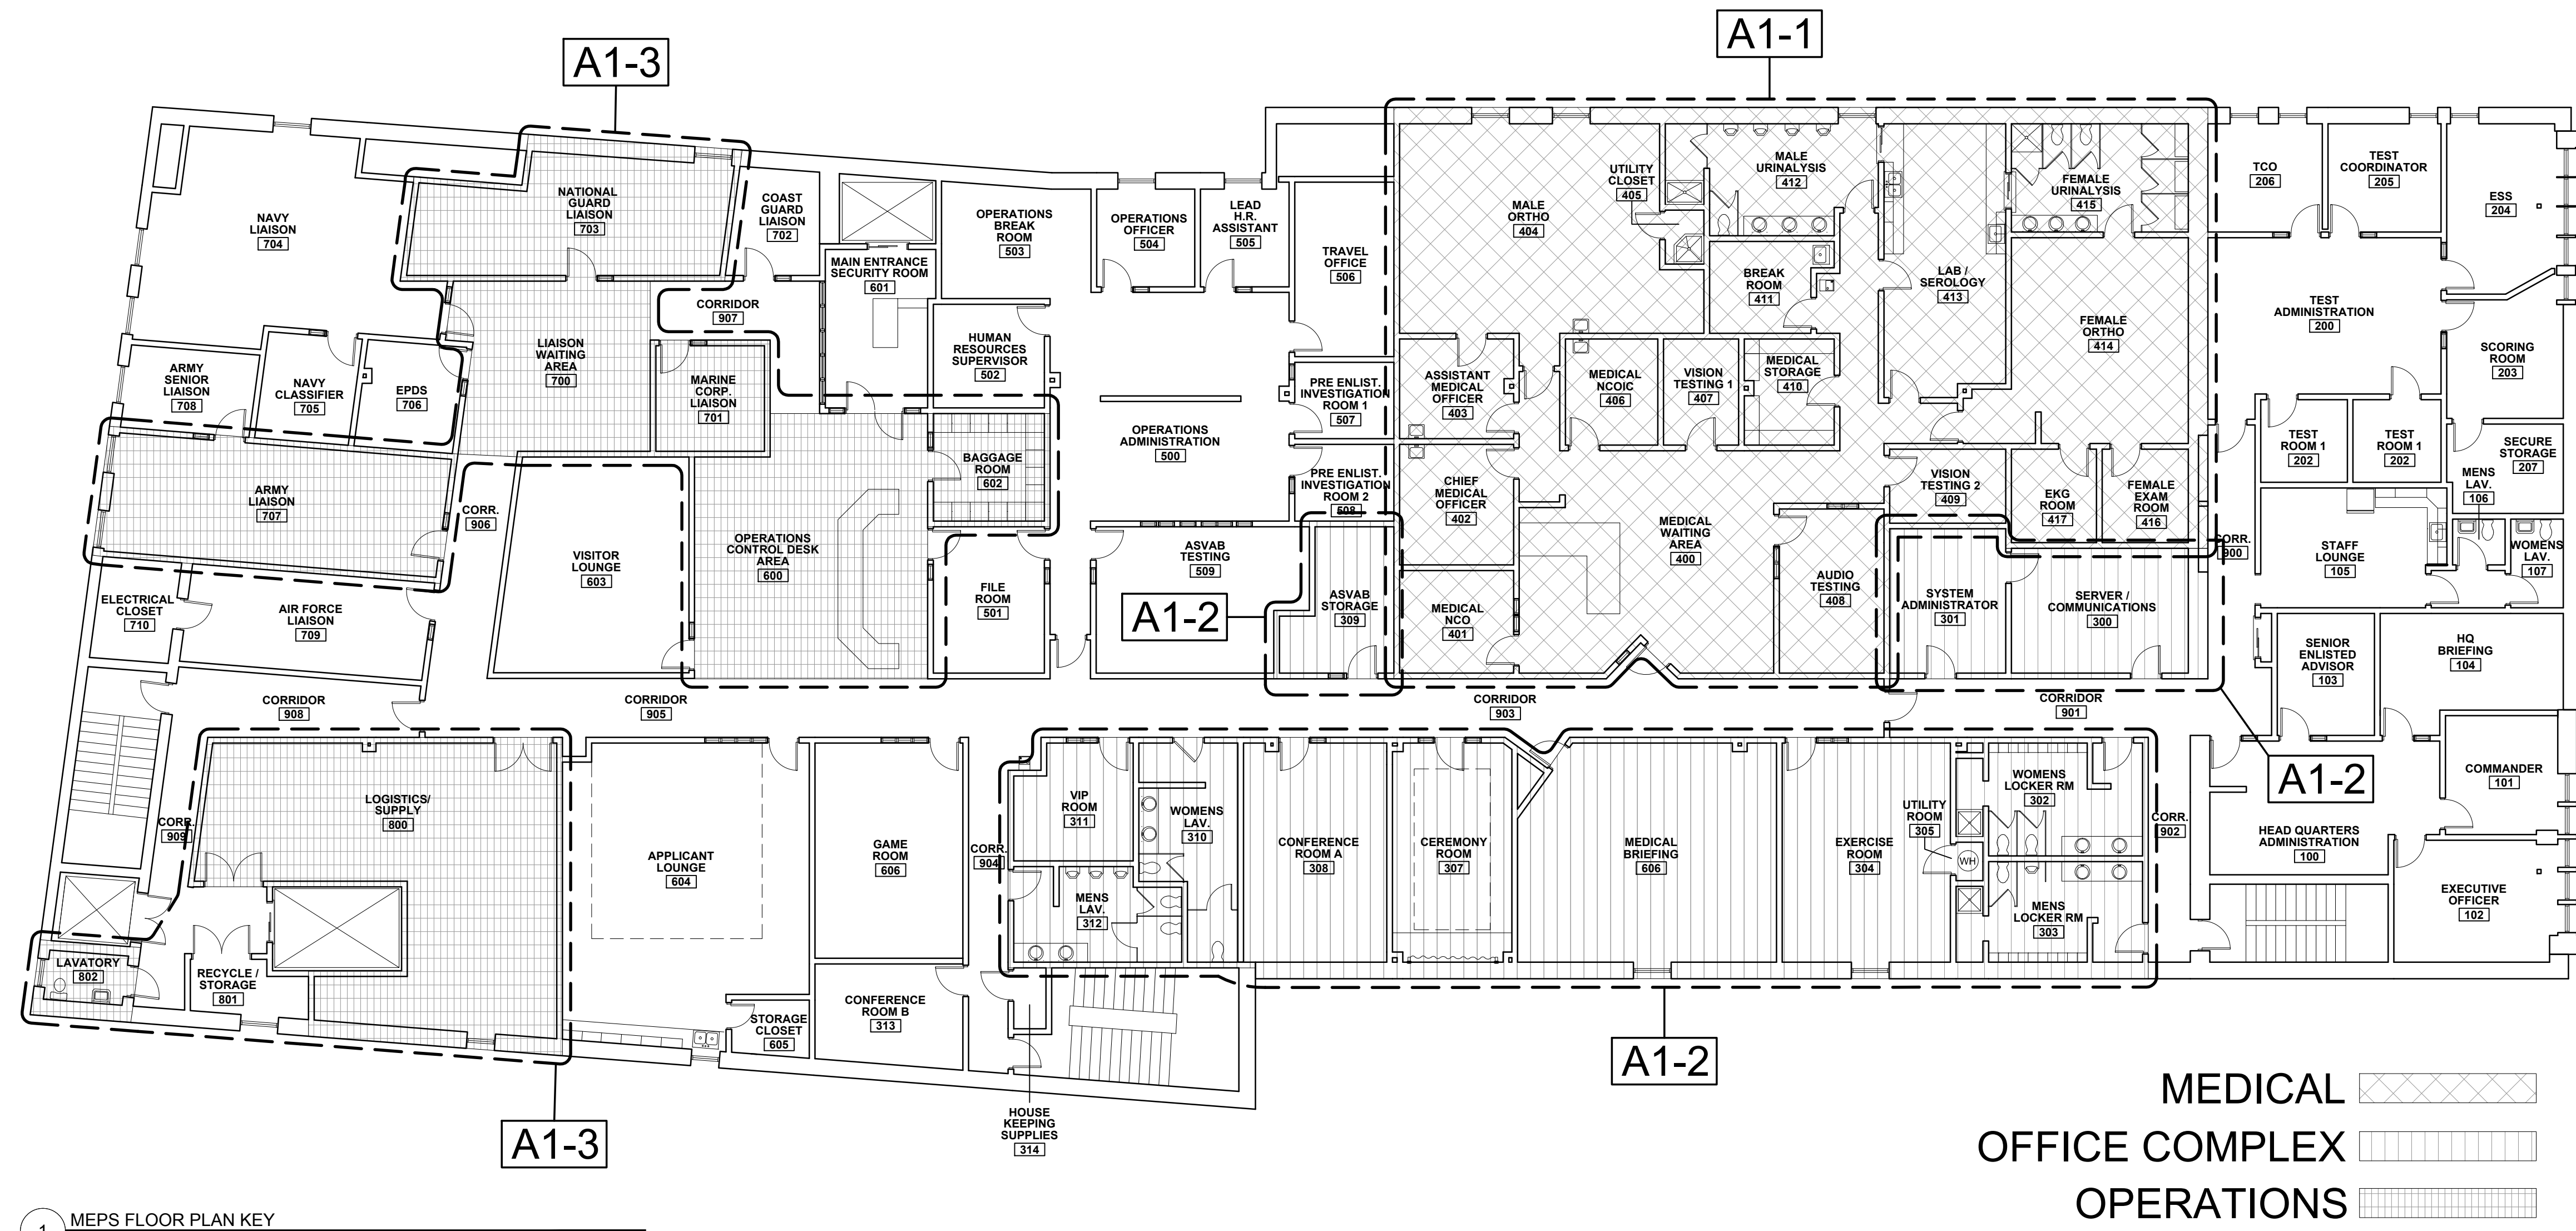 A1-1
A1-3
NAVY
LIAISON
704
NATIONAL
GUARD
LIAISON
703
COAST
GUARD
LIAISON
702
MAIN ENTRANCE
SECURITY ROOM
601
OPERATIONS
BREAK
ROOM
503
OPERATIONS
OFFICER
504
LEAD
H.R.
ASSISTANT
505
TRAVEL
OFFICE
506
MALE
ORTHO
404
UTILITY
CLOSET
405
MALE
URINALYSIS
412
BREAK
ROOM
411
LAB /
SEROLOGY
413
FEMALE
URINALYSIS
415
TCO
206
TEST
COORDINATOR
205
ESS
204
CORRIDOR
907
HUMAN
RESOURCES
SUPERVISOR
502
LIAISON
WAITING
AREA
700
MARINE
CORP.
LIAISON
701
ARMY
SENIOR
LIAISON
708
NAVY
CLASSIFIER
705
EPDS
706
OPERATIONS
ADMINISTRATION
500
PRE ENLIST.
INVESTIGATION
ROOM 1
507
ASSISTANT
MEDICAL
OFFICER
403
MEDICAL
NCOIC
406
VISION
TESTING 1
407
MEDICAL
STORAGE
410
FEMALE
ORTHO
414
TEST
ADMINISTRATION
200
SCORING
ROOM
203
ARMY
LIAISON
707
CORR.
906
BAGGAGE
ROOM
602
PRE ENLIST.
INVESTIGATION
ROOM 2
508
CHIEF
MEDICAL
OFFICER
402
MEDICAL
WAITING
AREA
400
VISION
TESTING 2
409
EKG
ROOM
417
FEMALE
EXAM
ROOM
416
TEST
ROOM 1
202
TEST
ROOM 1
202
SECURE
STORAGE
207
MENS
LAV.
106
VISITOR
LOUNGE
603
OPERATIONS
CONTROL DESK
AREA
600
ASVAB
TESTING
509
CORR.
900
STAFF
LOUNGE
105
WOMENS
LAV.
107
ELECTRICAL
CLOSET
710
AIR FORCE
LIAISON
709
FILE
ROOM
501
A1-2
ASVAB
STORAGE
309
MEDICAL
NCO
401
AUDIO
TESTING
408
SYSTEM
ADMINISTRATOR
301
SERVER /
COMMUNICATIONS
300
SENIOR
ENLISTED
ADVISOR
103
HQ
BRIEFING
104
CORRIDOR
908
CORRIDOR
905
CORRIDOR
903
CORRIDOR
901
LOGISTICS/
SUPPLY
800
CORR.
909
APPLICANT
LOUNGE
604
GAME
ROOM
606
CORR.
904
VIP
ROOM
311
WOMENS
LAV.
310
MENS
LAV.
312
CONFERENCE
ROOM A
308
CEREMONY
ROOM
307
MEDICAL
BRIEFING
606
EXERCISE
ROOM
304
UTILITY
ROOM
305
WH
WOMENS
LOCKER RM
302
MENS
LOCKER RM
303
CORR.
902
A1-2
COMMANDER
101
HEAD QUARTERS
ADMINISTRATION
100
EXECUTIVE
OFFICER
102
LAVATORY
802
RECYCLE /
STORAGE
801
STORAGE
CLOSET
605
CONFERENCE
ROOM B
313
HOUSE
KEEPING
SUPPLIES
314
A1-2
A1-3
MEDICAL
OFFICE COMPLEX
OPERATIONS
1 MEPS FLOOR PLAN KEY